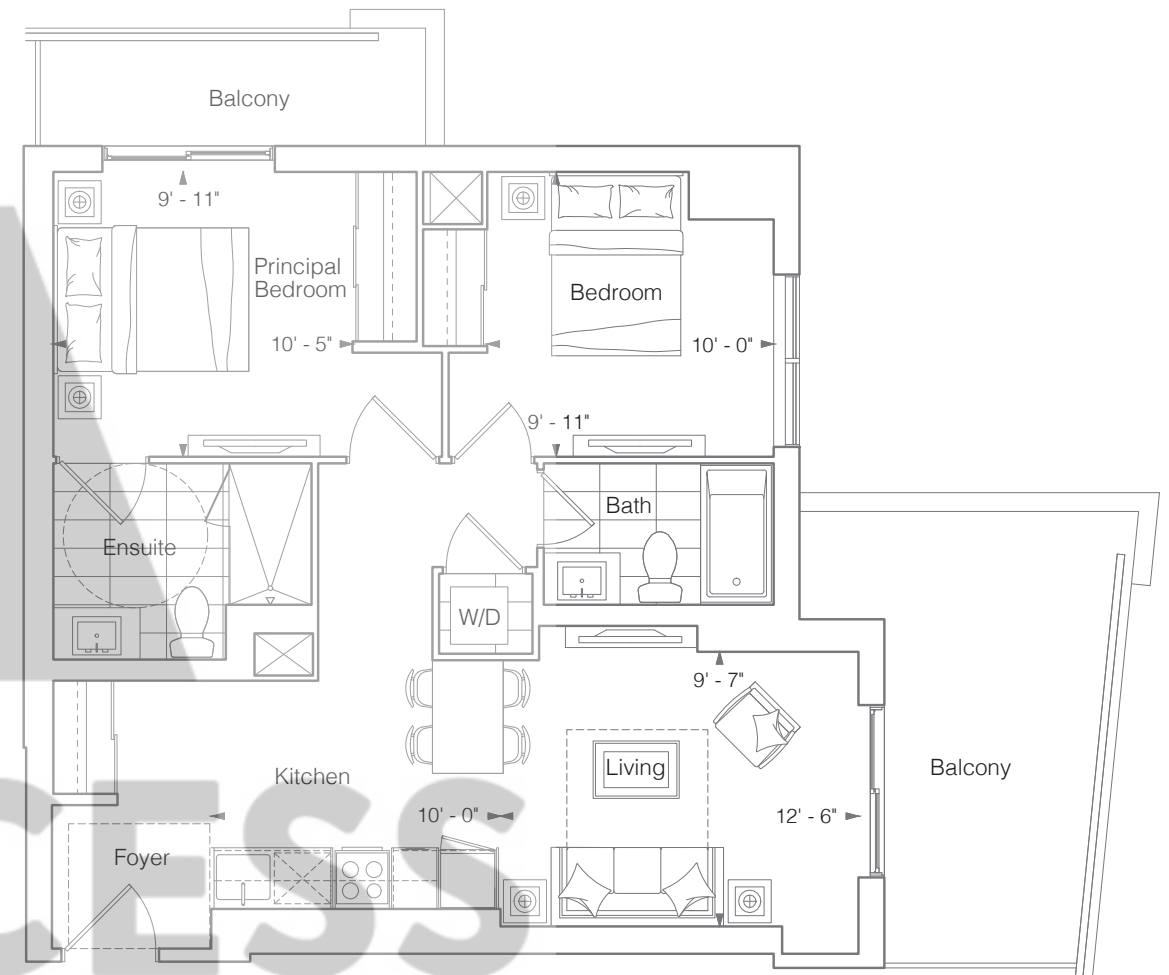 Balcony
9' - 11"
Principal
Bedroom
Bedroom
10' - 5"
10' - 0"
9' - 11"
Bath
Ensuite
W/D
9' - 7"
Kitchen
Living
Balcony
10' - 0"
12' - 6"
Foyer
CESS